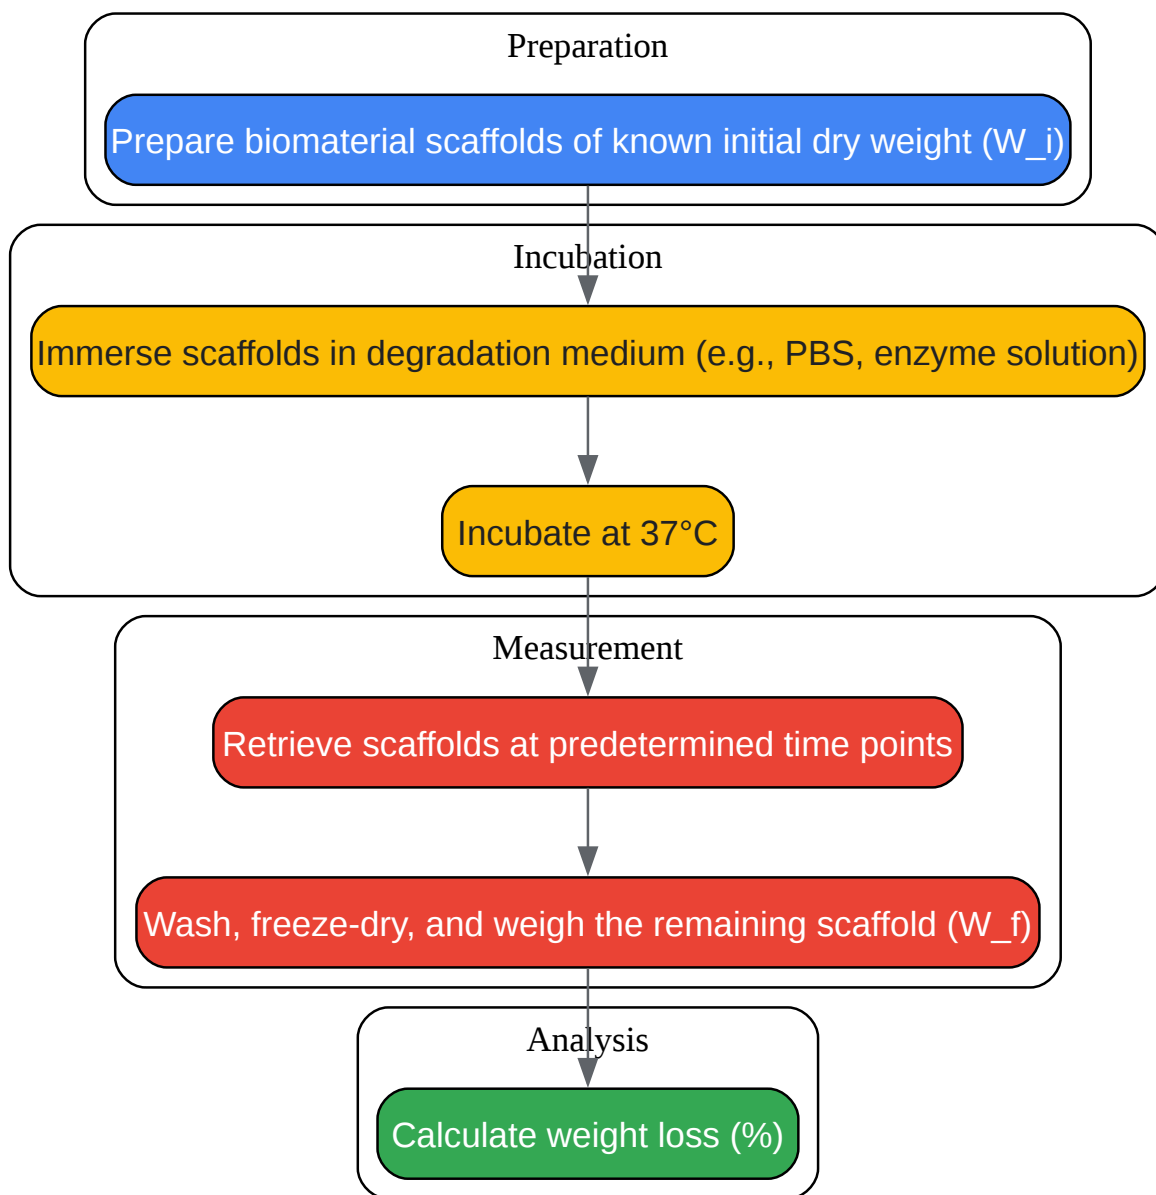 Preparation
Prepare biomaterial scaffolds of known initial dry weight (W_i)
Incubation
Immerse scaffolds in degradation medium (e.g., PBS, enzyme solution)
Incubate at 37°C
Measurement
Retrieve scaffolds at predetermined time points
Wash, freeze-dry, and weigh the remaining scaffold (W_f)
Analysis
Calculate weight loss (%)